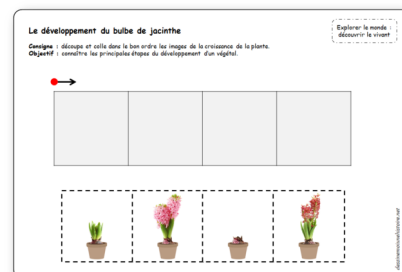 Le développement du bulbe de jacinthe
Explorer le monde :
découvrir le vivant
Consigne : découpe et colle dans le bon ordre les images de la croissance de la plante.
Objectif : connaître les principales étapes du développement d'un végétal.